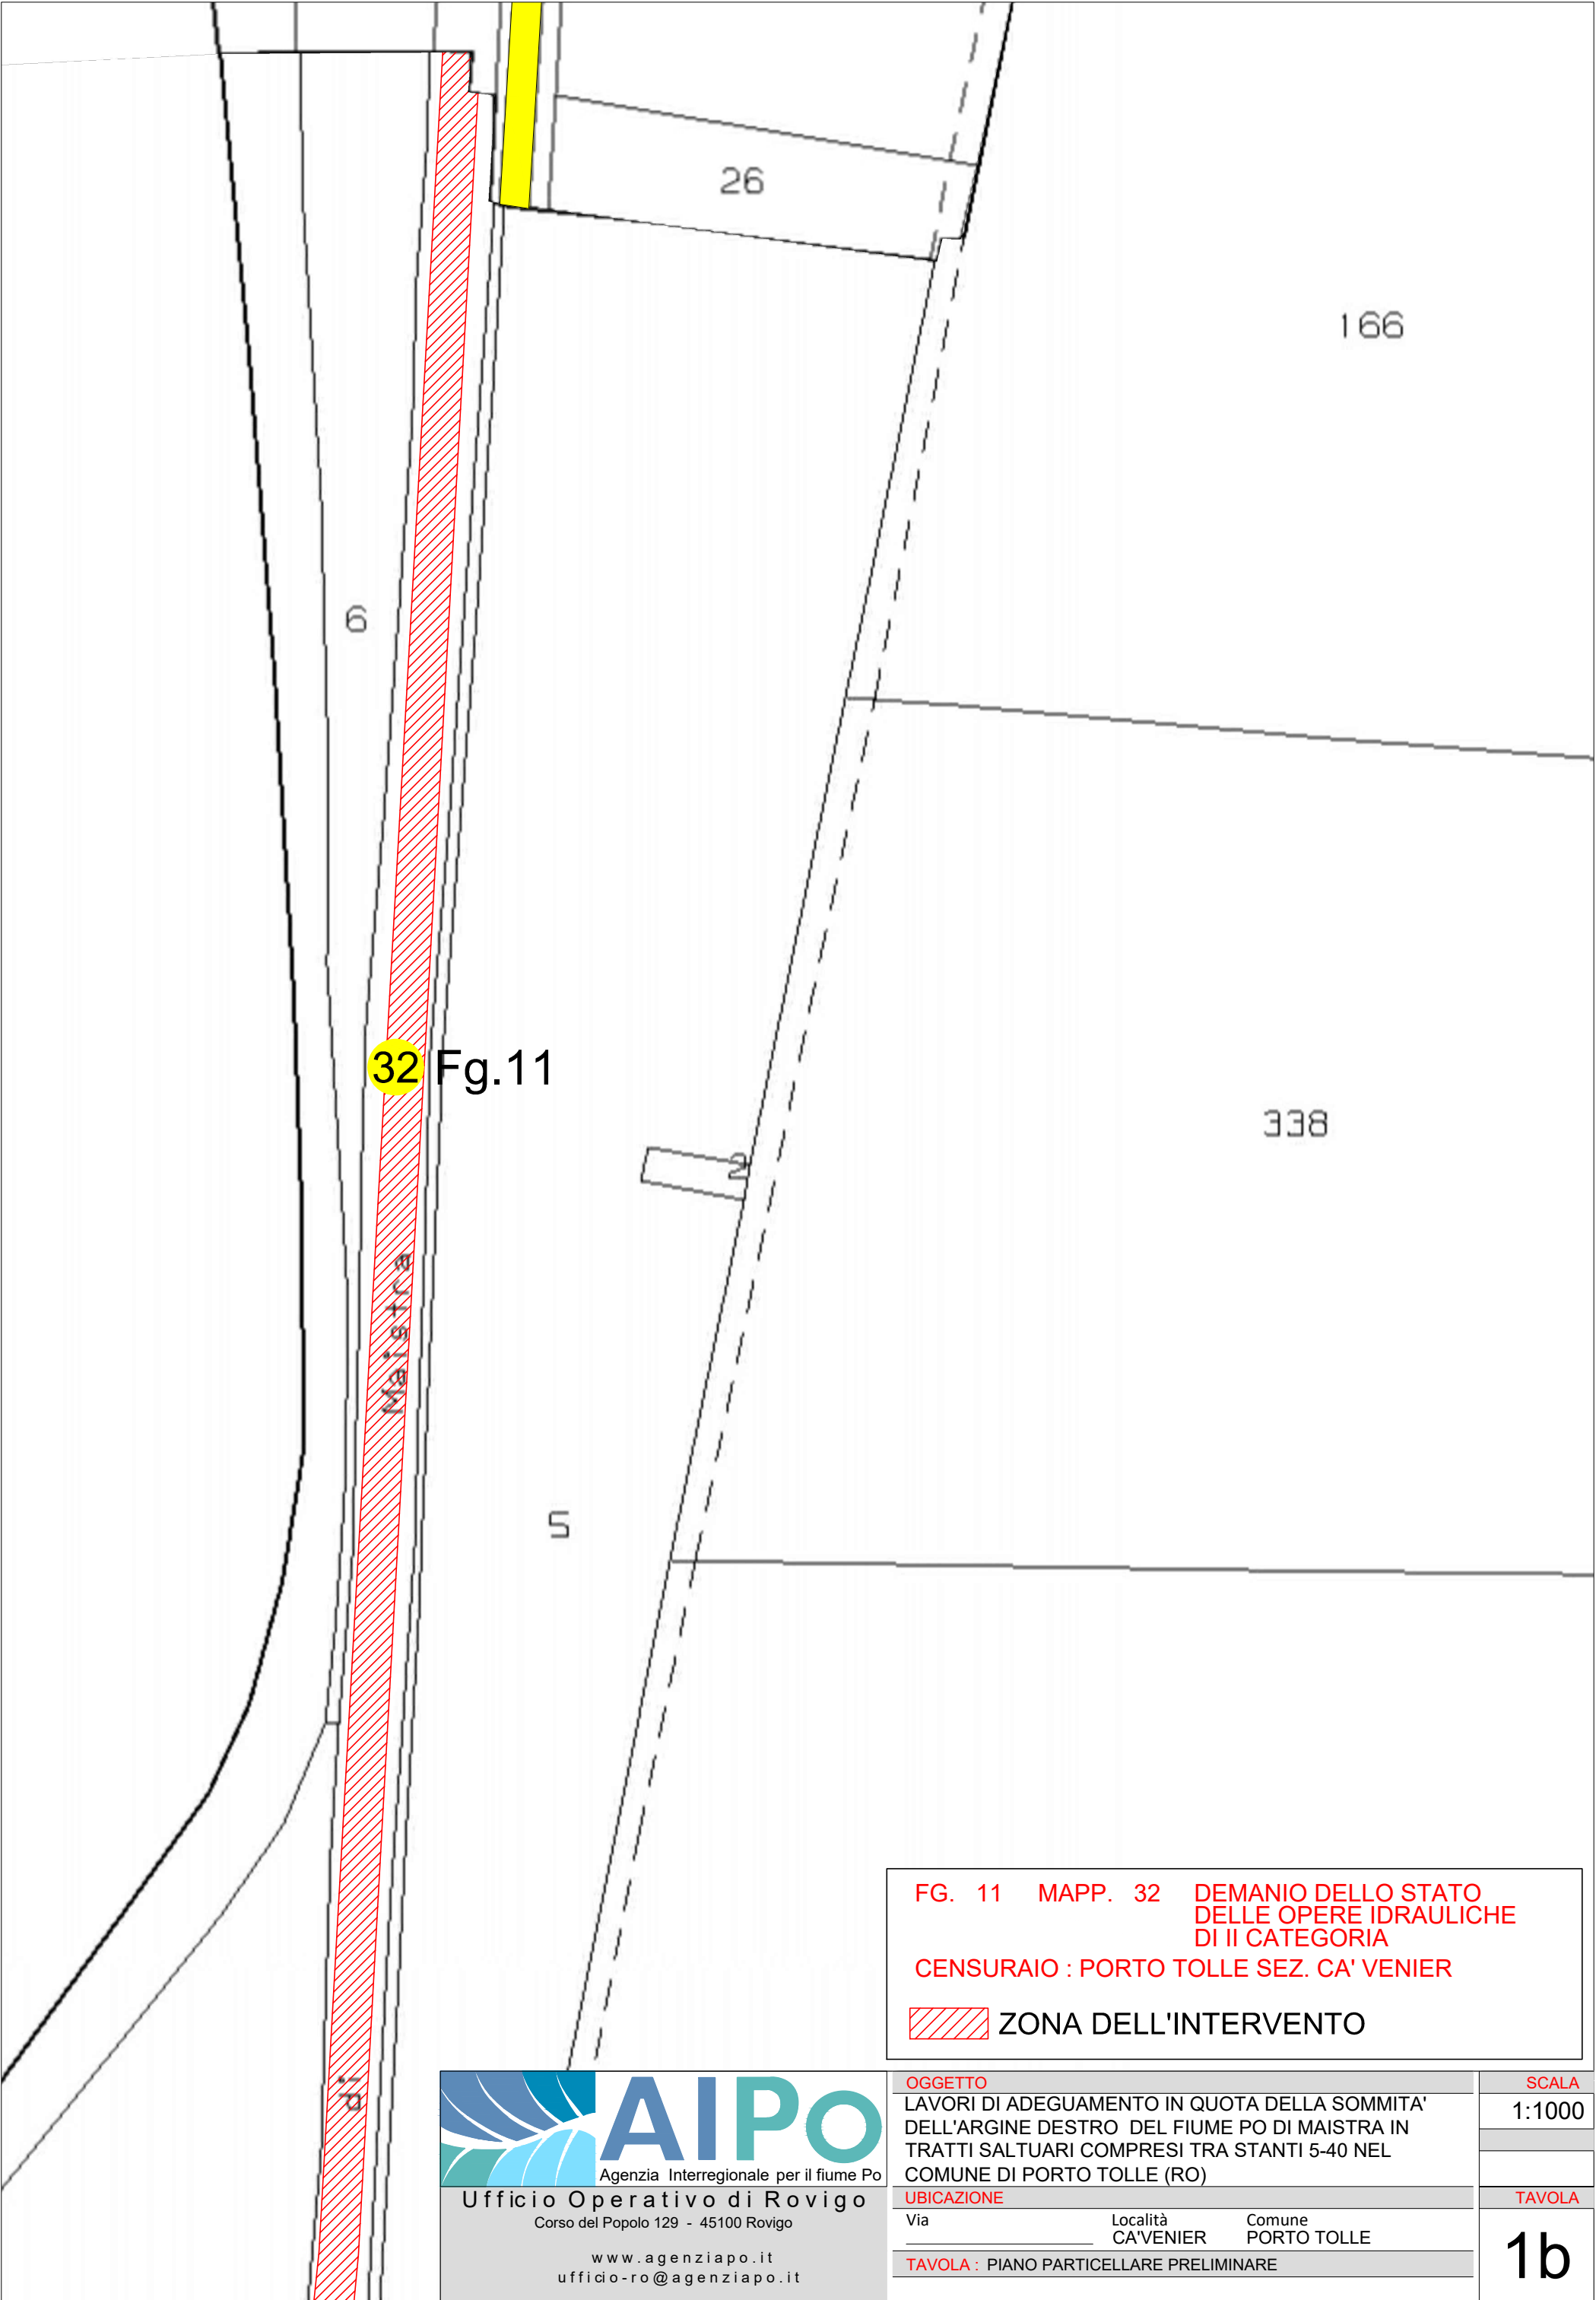 26
166
6
32 Fg.11
338
2
Maistra
5
di
FG. 11 MAPP. 32 DEMANIO DELLO STATO
DELLE OPERE IDRAULICHE
DI II CATEGORIA
CENSURAIO : PORTO TOLLE SEZ. CA' VENIER
ZONA DELL'INTERVENTO
AIPo
Agenzia Interregionale per il fiume Po
Ufficio Operativo di Rovigo
Corso del Popolo 129 - 45100 Rovigo
www.agenziapo.it
ufficio-ro@agenziapo.it
OGGETTO
LAVORI DI ADEGUAMENTO IN QUOTA DELLA SOMMITA'
DELL'ARGINE DESTRO DEL FIUME PO DI MAISTRA IN
TRATTI SALTUARI COMPRESI TRA STANTI 5-40 NEL
COMUNE DI PORTO TOLLE (RO)
SCALA
1:1000
UBICAZIONE
Via Località Comune
CA'VENIER PORTO TOLLE
TAVOLA : PIANO PARTICELLARE PRELIMINARE
TAVOLA
1b